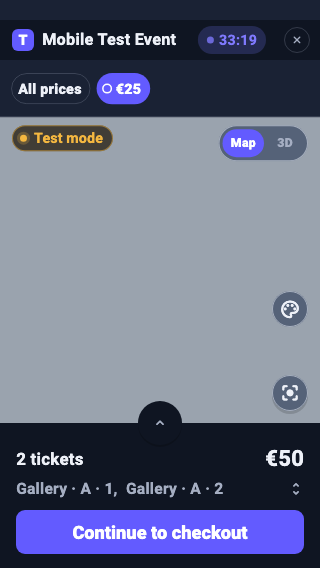 T Mobile Test Event 33:19
All prices €25
Test mode Map 3D
2 tickets €50
Gallery · A · 1, Gallery · A · 2
Continue to checkout